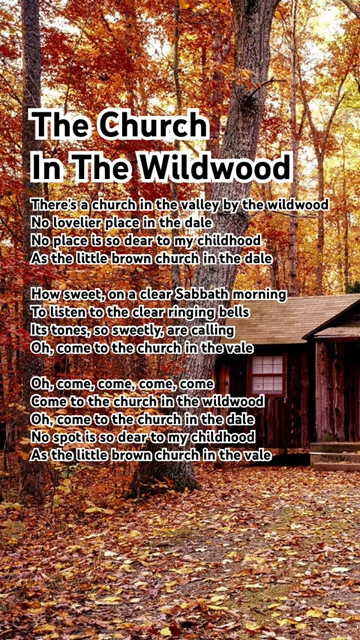 The Church
In The Wildwood
There's a church in the valley by the wildwood
No lovelier place in the dale
No place is so dear to my childhood
As the little brown church in the dale
How sweet, on a clear Sabbath morning
To listen to the clear ringing bells
Its tones, so sweetly, are calling
Oh, come to the church in the vale
Oh, come, come, come, come
Come to the church in the wildwood
Oh, come to the church in the dale
No spot is so dear to my childhood
As the little brown church in the vale